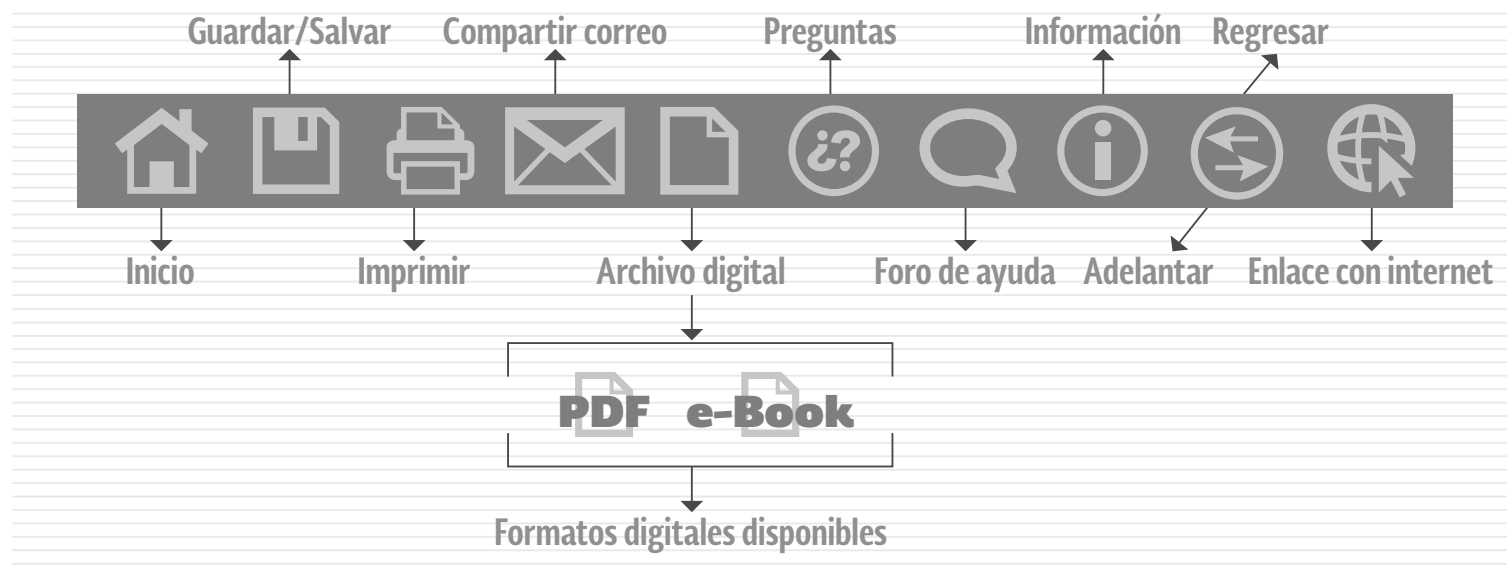 Guardar/Salvar Compartir correo Preguntas Información Regresar
¿?
i
Inicio Imprimir Archivo digital Foro de ayuda Adelantar Enlace con internet
PDF e-Book
Formatos digitales disponibles